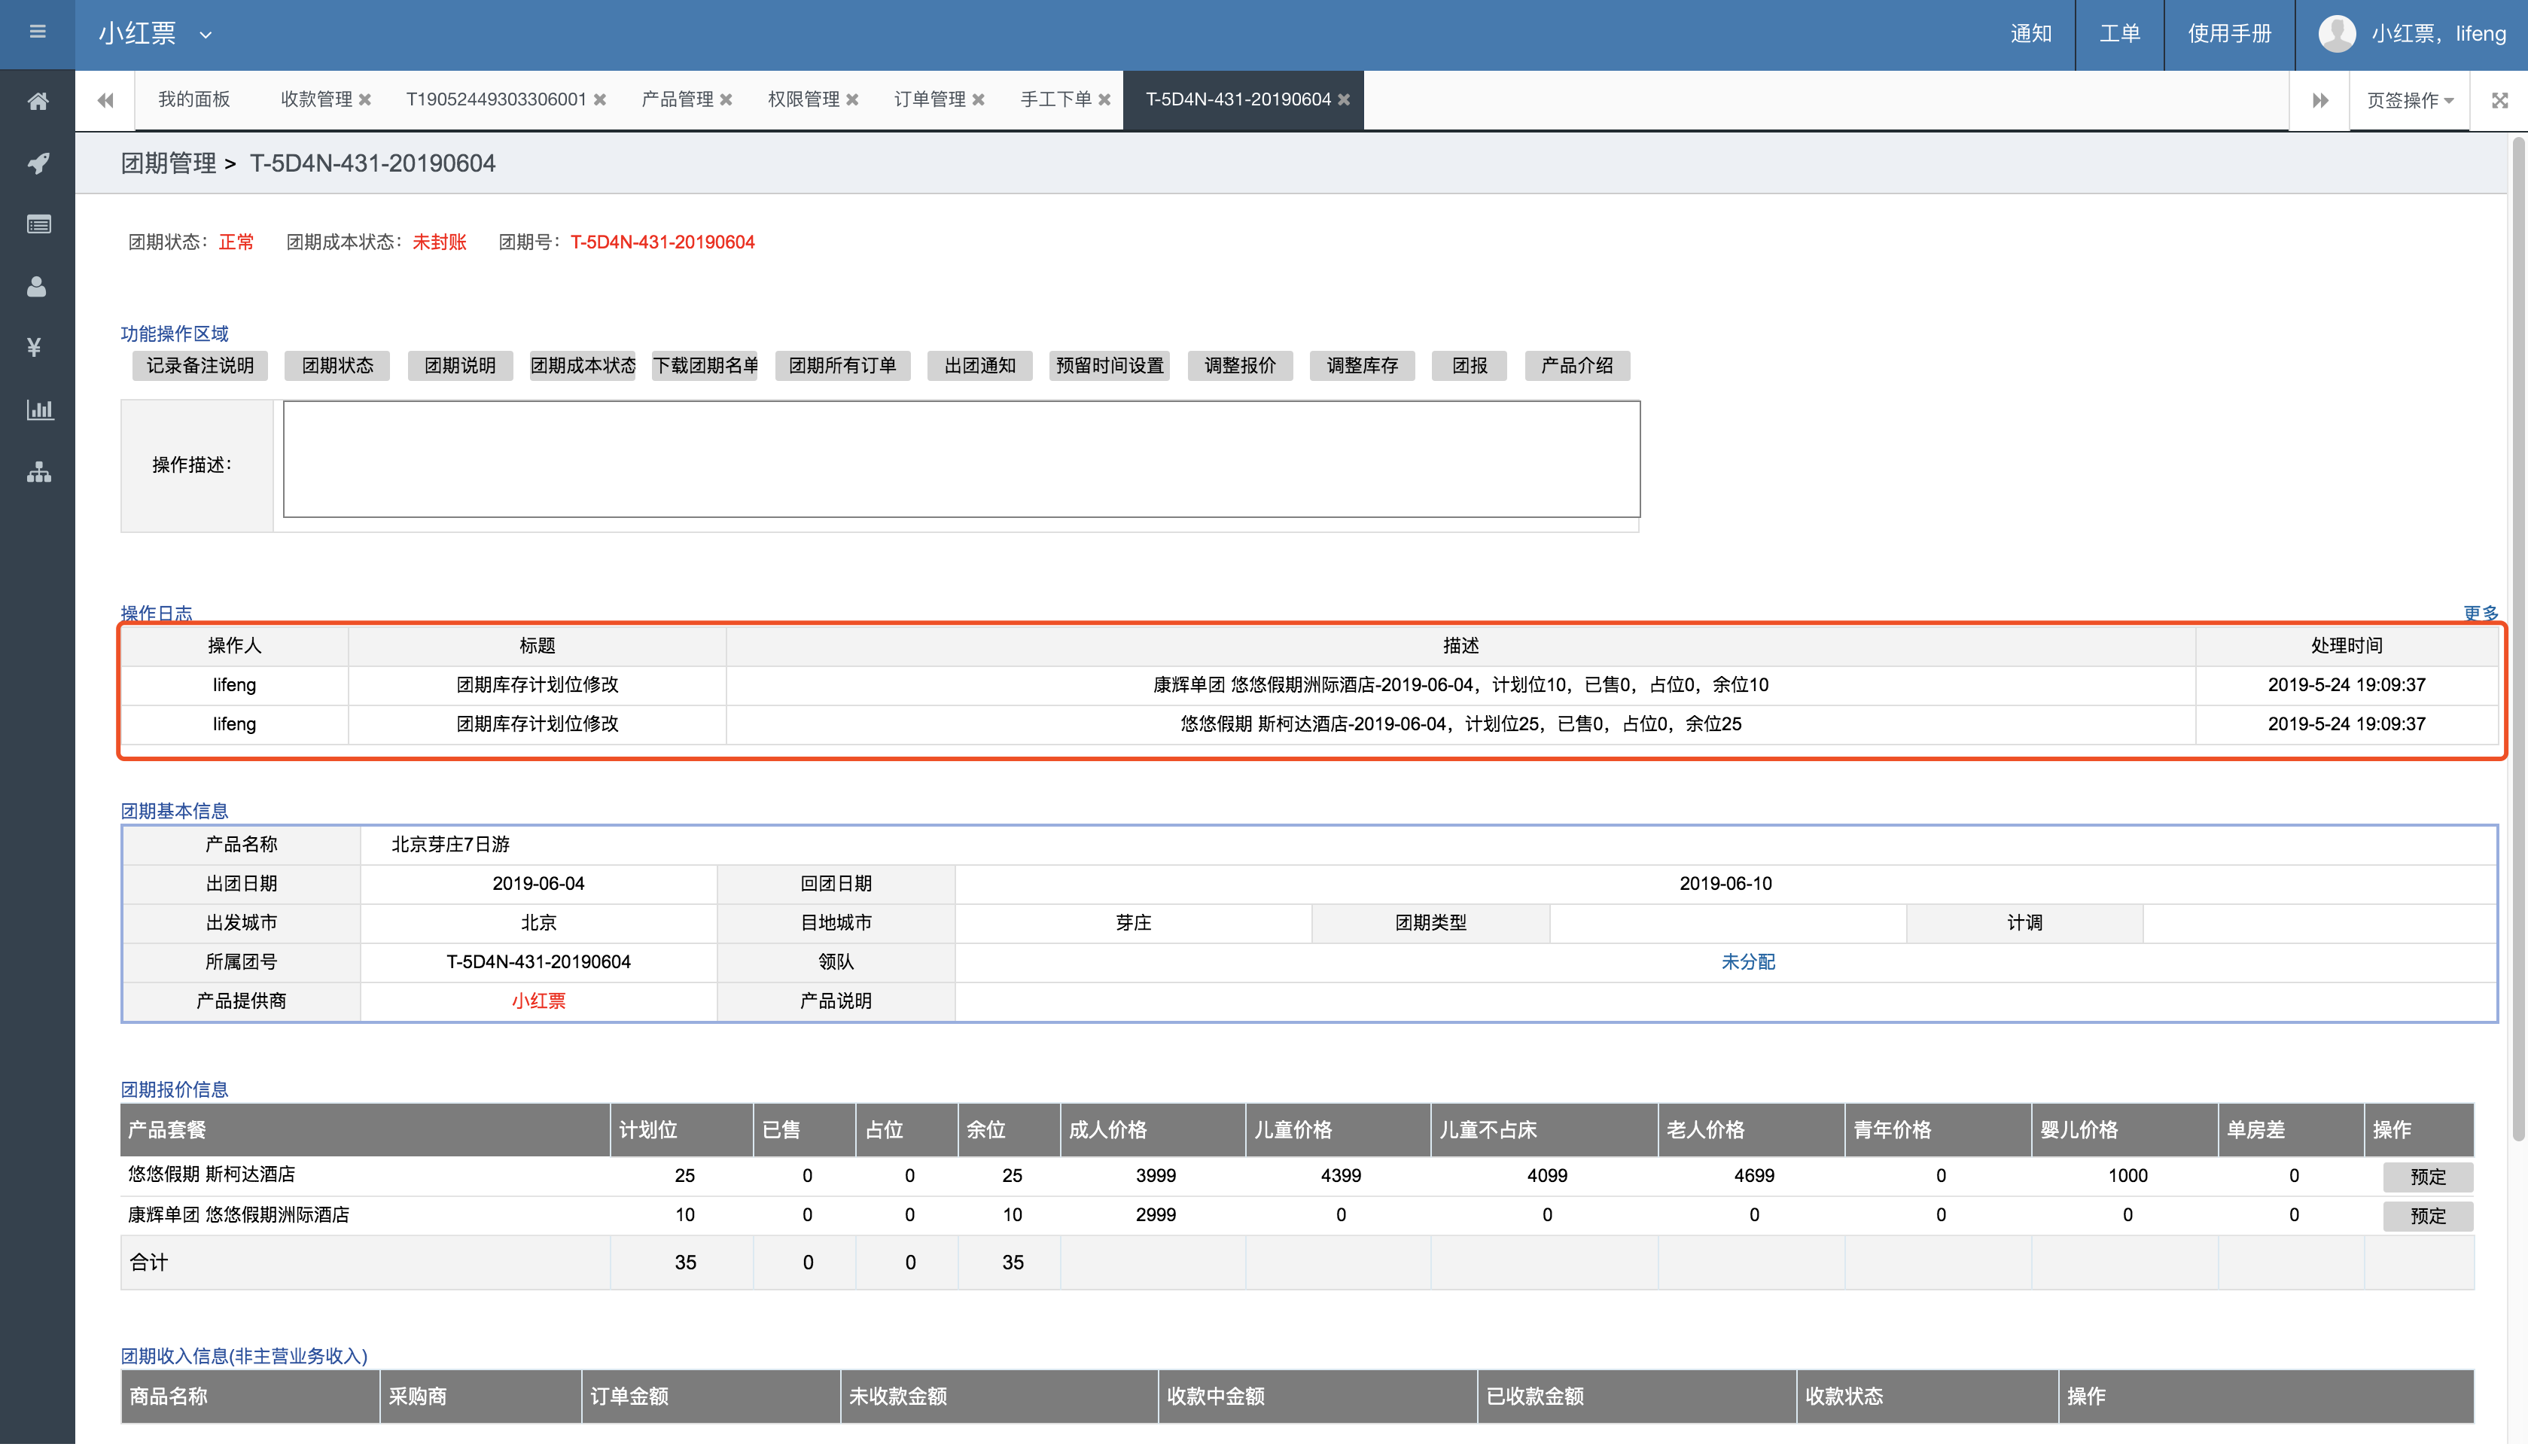 小红票
通知 工单 使用手册 小红票，lifeng
我的面板 收款管理 T19052449303306001 产品管理 权限管理 订单管理 手工下单 T-5D4N-431-20190604 页签操作
团期管理 > T-5D4N-431-20190604
团期状态：正常 团期成本状态：未封账 团期号：T-5D4N-431-20190604
功能操作区域
记录备注说明 团期状态 团期说明 团期成本状态 下载团期名单 团期所有订单 出团通知 预留时间设置 调整报价 调整库存 团报 产品介绍
操作描述：
操作日志 更多
操作人 标题 描述 处理时间
lifeng 团期库存计划位修改 康辉单团 悠悠假期洲际酒店-2019-06-04，计划位10，已售0，占位0，余位10 2019-5-24 19:09:37
lifeng 团期库存计划位修改 悠悠假期 斯柯达酒店-2019-06-04，计划位25，已售0，占位0，余位25 2019-5-24 19:09:37
团期基本信息
产品名称 北京芽庄7日游
出团日期 2019-06-04 回团日期 2019-06-10
出发城市 北京 目地城市 芽庄 团期类型 计调
所属团号 T-5D4N-431-20190604 领队 未分配
产品提供商 小红票 产品说明
团期报价信息
产品套餐 计划位 已售 占位 余位 成人价格 儿童价格 儿童不占床 老人价格 青年价格 婴儿价格 单房差 操作
悠悠假期 斯柯达酒店 25 0 0 25 3999 4399 4099 4699 0 1000 0 预定
康辉单团 悠悠假期洲际酒店 10 0 0 10 2999 0 0 0 0 0 0 预定
合计 35 0 0 35
团期收入信息(非主营业务收入)
商品名称 采购商 订单金额 未收款金额 收款中金额 已收款金额 收款状态 操作